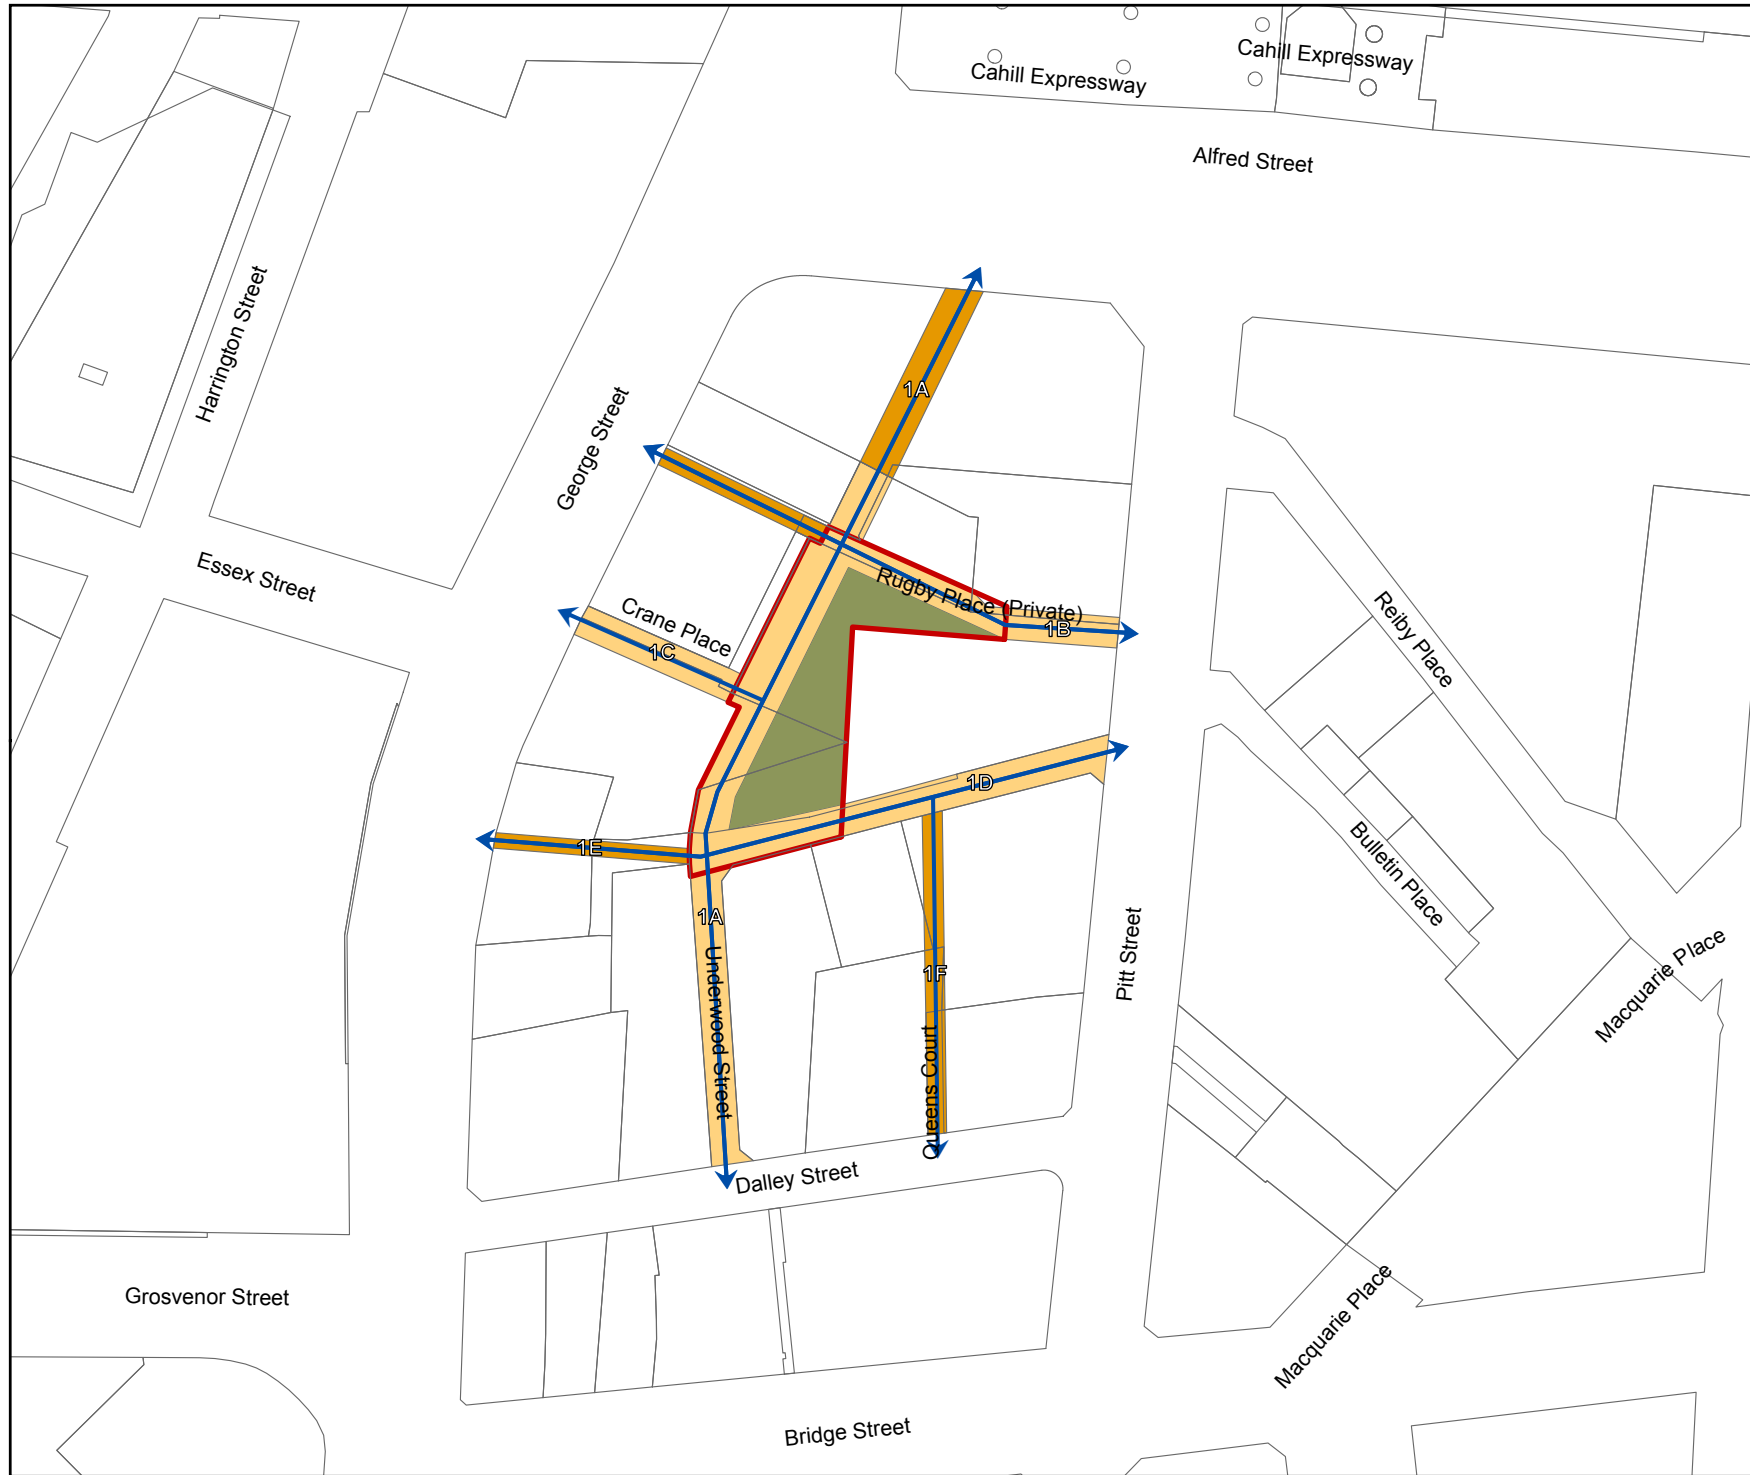 Cahill Expressway
Cahill Expressway
Alfred Street
Harrington Street
George Street
1A
Essex Street
Rugby Place (Private)
Crane Place
1B
1C
Reiby Place
1D
1E
Bulletin Place
1A
Underwood Street
1F
Pitt Street
Macquarie Place
Queens Court
Dalley Street
Grosvenor Street
Macquarie Place
Bridge Street